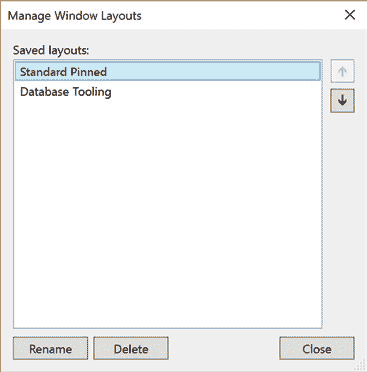 Manage Window Layouts
Saved layouts:
Standard Pinned
Database Tooling
Rename Delete Close